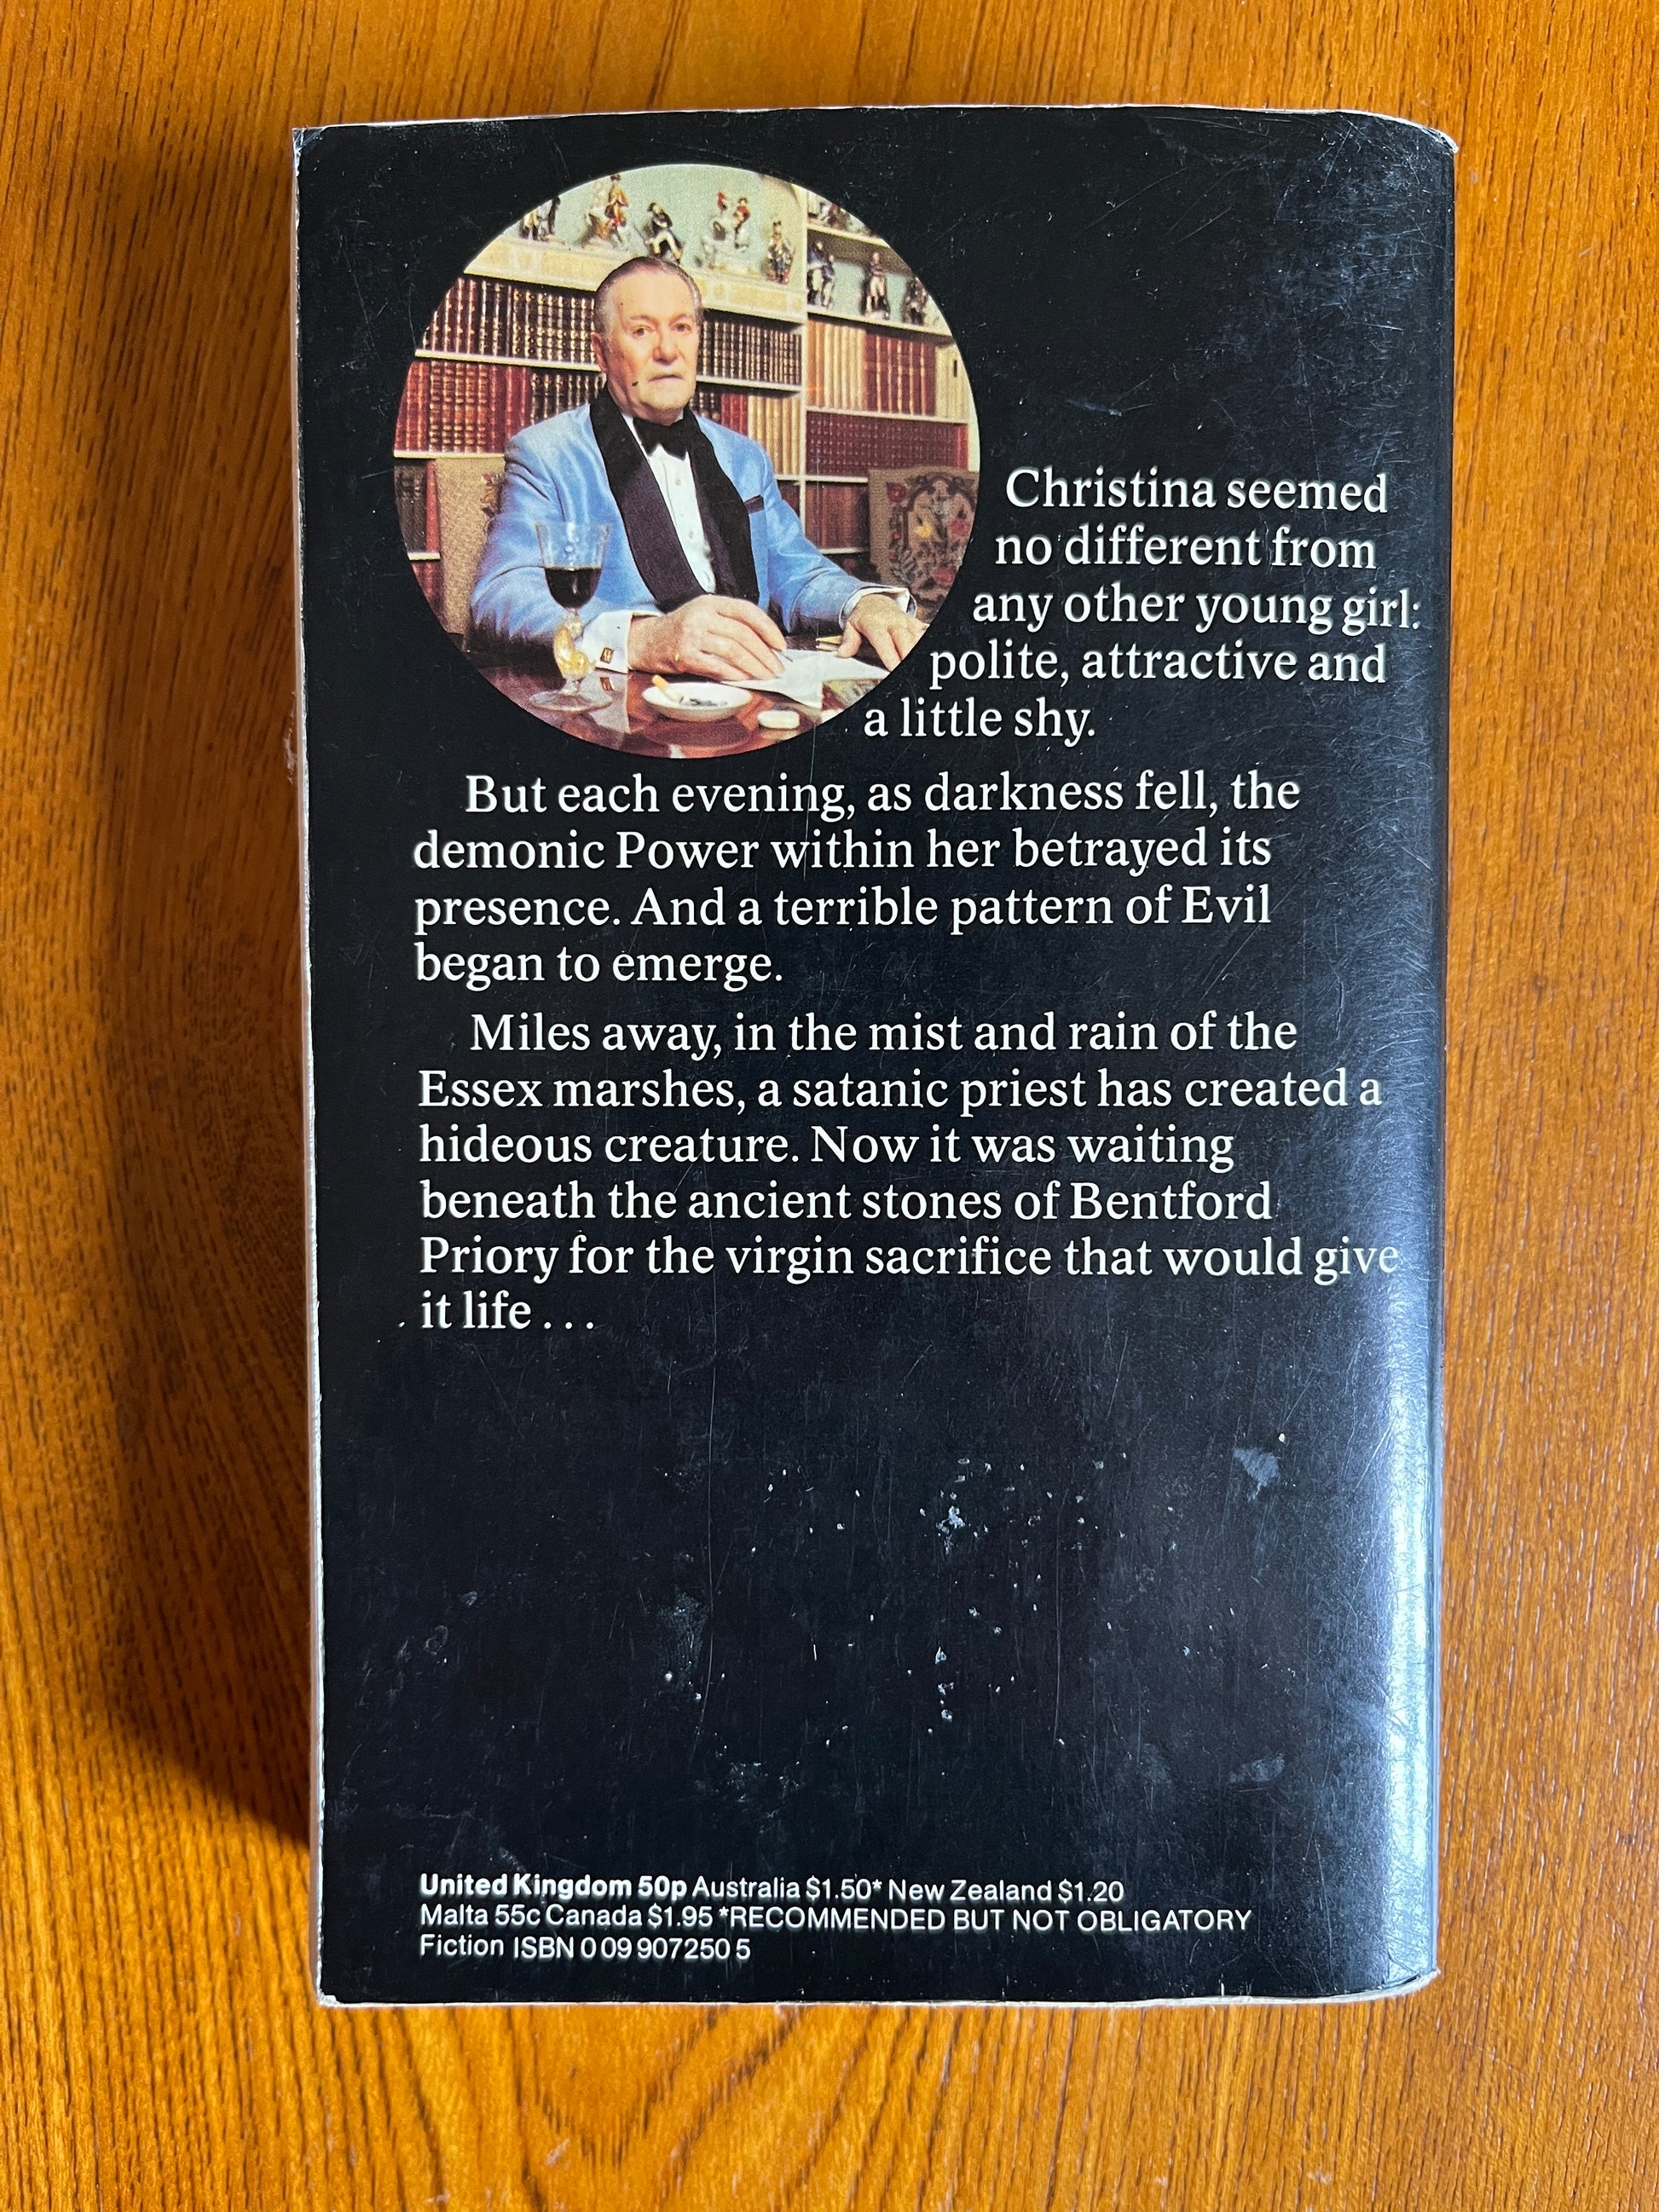 Christina seemed
no different from
any other young girl:
polite, attractive and
a little shy.
But each evening, as darkness fell, the
demonic Power within her betrayed its
presence. And a terrible pattern of Evil
began to emerge.
Miles away, in the mist and rain of the
Essex marshes, a satanic priest has created a
hideous creature. Now it was waiting
beneath the ancient stones of Bentford
Priory for the virgin sacrifice that would give
it life . . .
United Kingdom 50p Australia $1.50* New Zealand $1.20
Malta 55c Canada $1.95 *RECOMMENDED BUT NOT OBLIGATORY
Fiction ISBN 0 09 907250 5